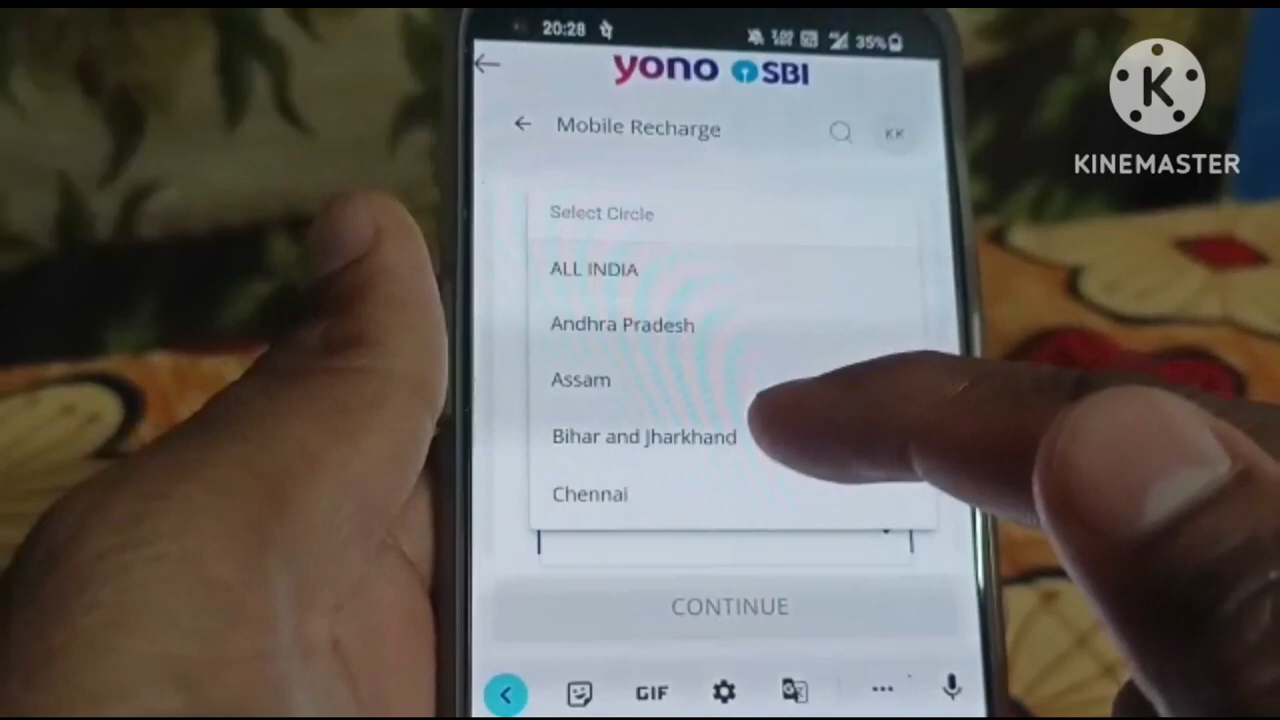 20:28
35%
yono SBI
Mobile Recharge
KK
Select Circle
ALL INDIA
Andhra Pradesh
Assam
Bihar and Jharkhand
Chennai
CONTINUE
GIF
K
KINEMASTER